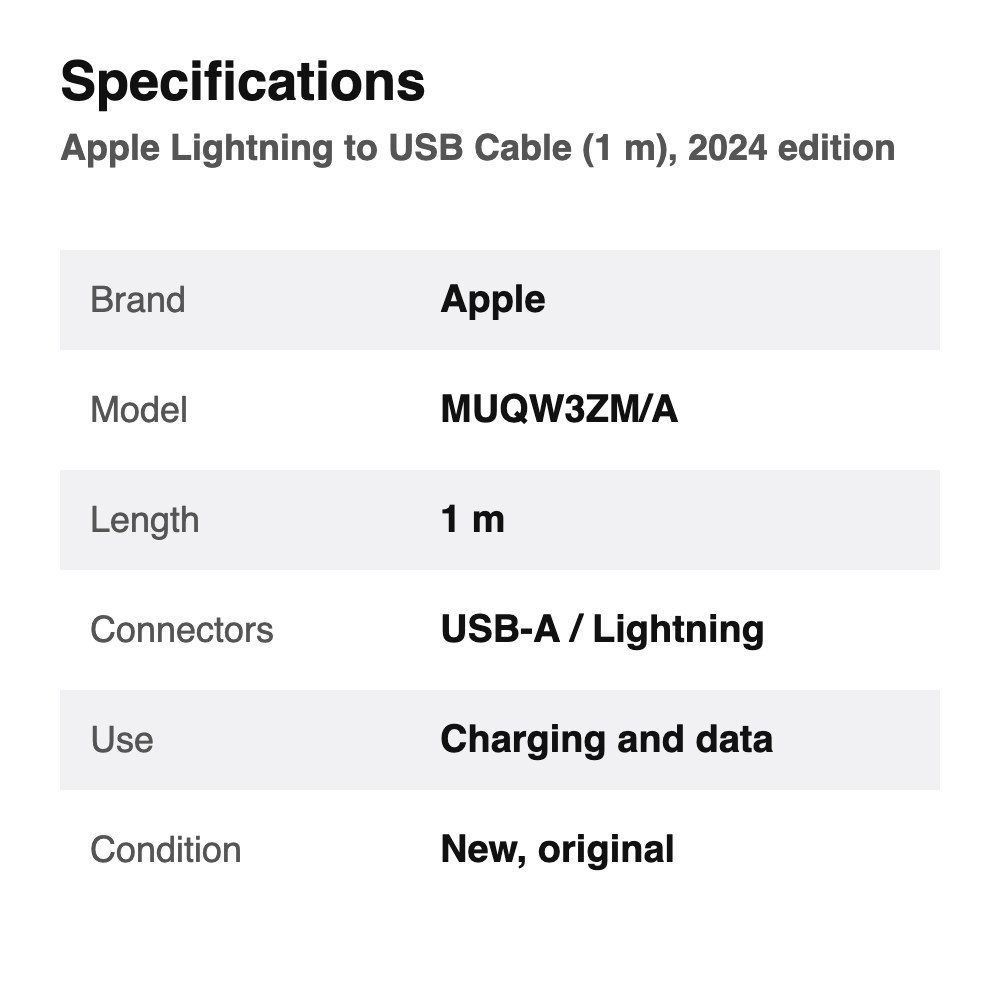 Specifications
Apple Lightning to USB Cable (1 m), 2024 edition
Brand Apple
Model MUQW3ZM/A
Length 1 m
Connectors USB-A / Lightning
Use Charging and data
Condition New, original